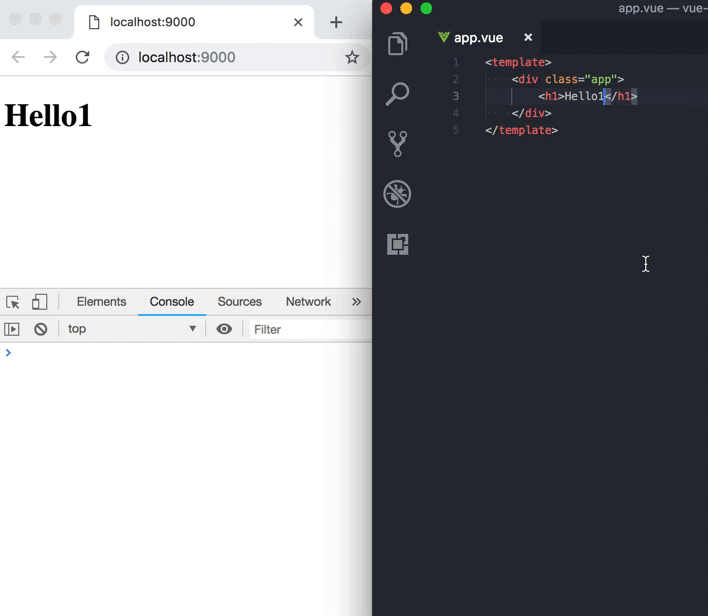 localhost:9000
localhost:9000
Hello1
Elements Console Sources Network »
top Filter
app.vue — vue-
app.vue
1 <template>
2 <div class="app">
3 <h1>Hello1</h1>
4 </div>
5 </template>